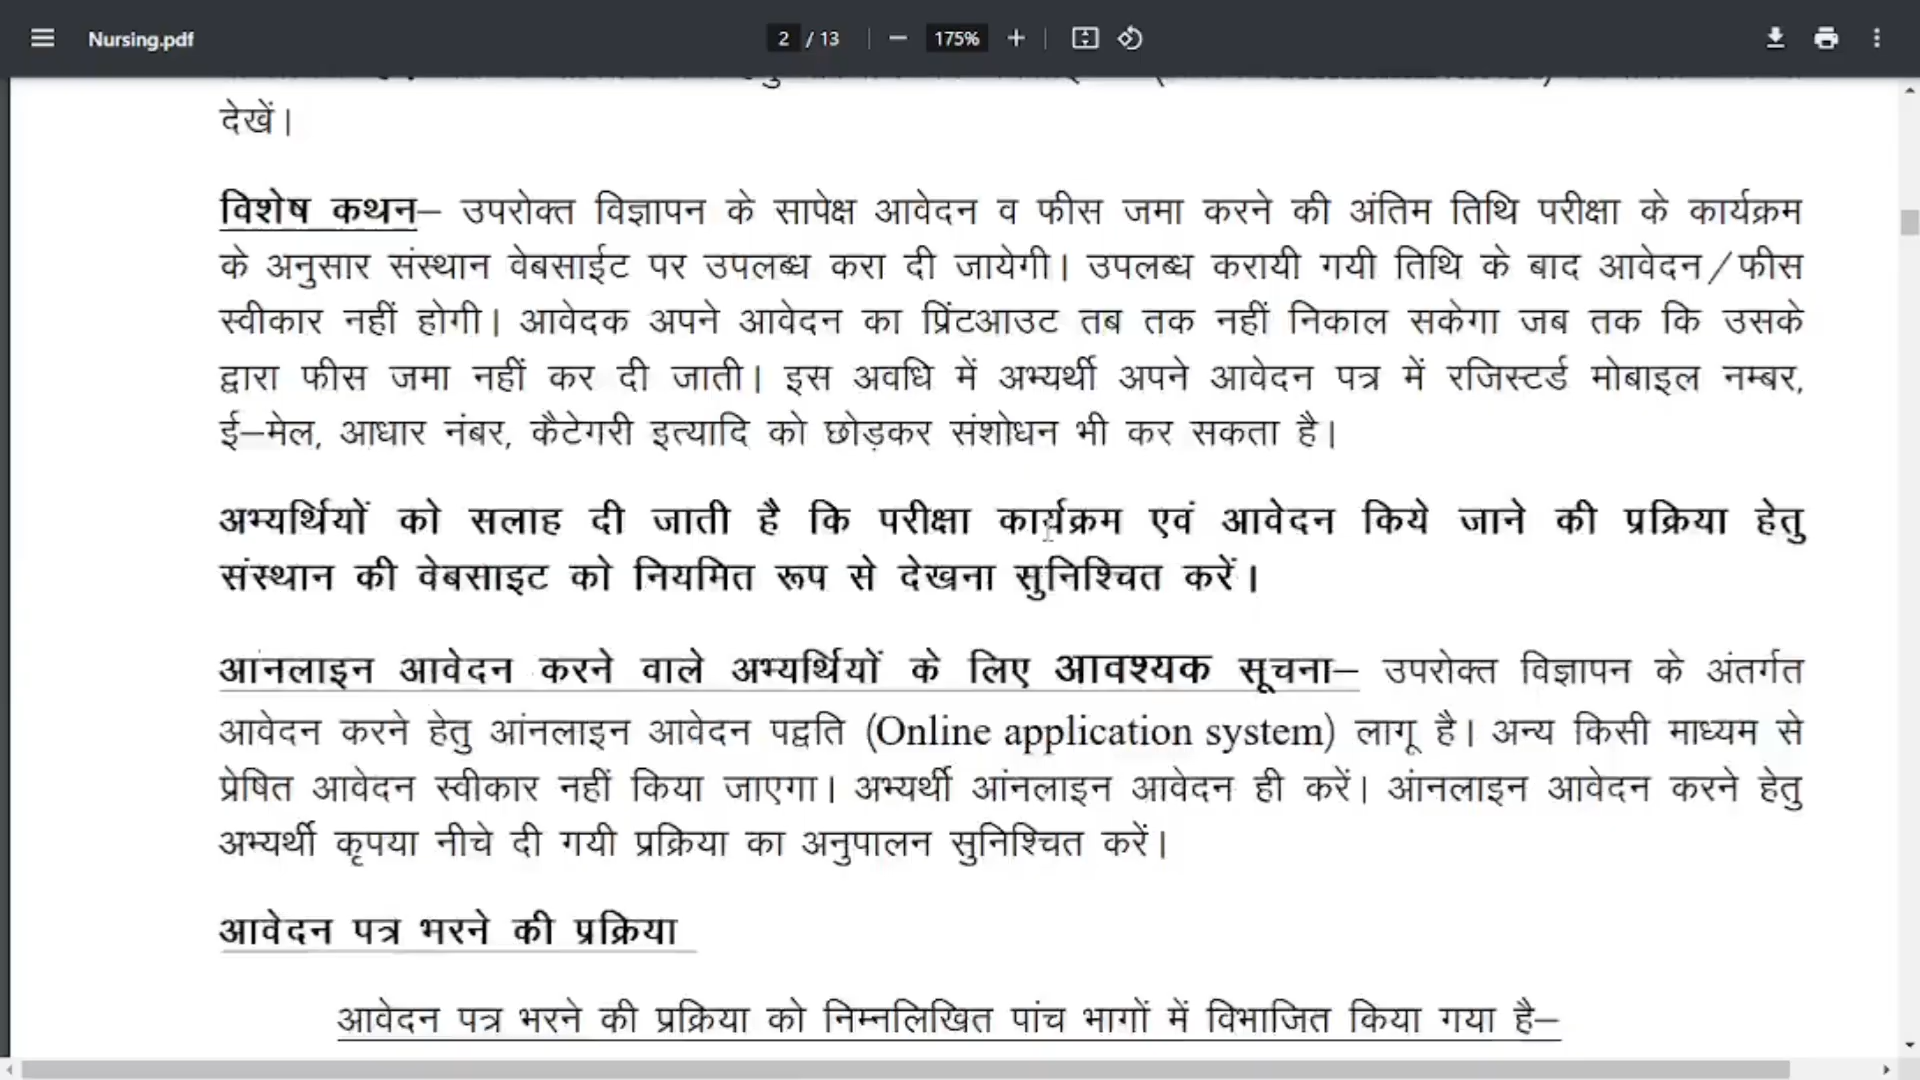 Nursing.pdf
2 / 13
175%
देखें।
विशेष कथन– उपरोक्त विज्ञापन के सापेक्ष आवेदन व फीस जमा करने की अंतिम तिथि परीक्षा के कार्यक्रम
के अनुसार संस्थान वेबसाईट पर उपलब्ध करा दी जायेगी। उपलब्ध करायी गयी तिथि के बाद आवेदन/फीस
स्वीकार नहीं होगी। आवेदक अपने आवेदन का प्रिंटआउट तब तक नहीं निकाल सकेगा जब तक कि उसके
द्वारा फीस जमा नहीं कर दी जाती। इस अवधि में अभ्यर्थी अपने आवेदन पत्र में रजिस्टर्ड मोबाइल नम्बर,
ई–मेल, आधार नंबर, कैटेगरी इत्यादि को छोड़कर संशोधन भी कर सकता है।
अभ्यर्थियों को सलाह दी जाती है कि परीक्षा कार्यक्रम एवं आवेदन किये जाने की प्रक्रिया हेतु
संस्थान की वेबसाइट को नियमित रूप से देखना सुनिश्चित करें।
आंनलाइन आवेदन करने वाले अभ्यर्थियों के लिए आवश्यक सूचना– उपरोक्त विज्ञापन के अंतर्गत
आवेदन करने हेतु आंनलाइन आवेदन पद्वति (Online application system) लागू है। अन्य किसी माध्यम से
प्रेषित आवेदन स्वीकार नहीं किया जाएगा। अभ्यर्थी आंनलाइन आवेदन ही करें। आंनलाइन आवेदन करने हेतु
अभ्यर्थी कृपया नीचे दी गयी प्रक्रिया का अनुपालन सुनिश्चित करें।
आवेदन पत्र भरने की प्रक्रिया
आवेदन पत्र भरने की प्रक्रिया को निम्नलिखित पांच भागों में विभाजित किया गया है–